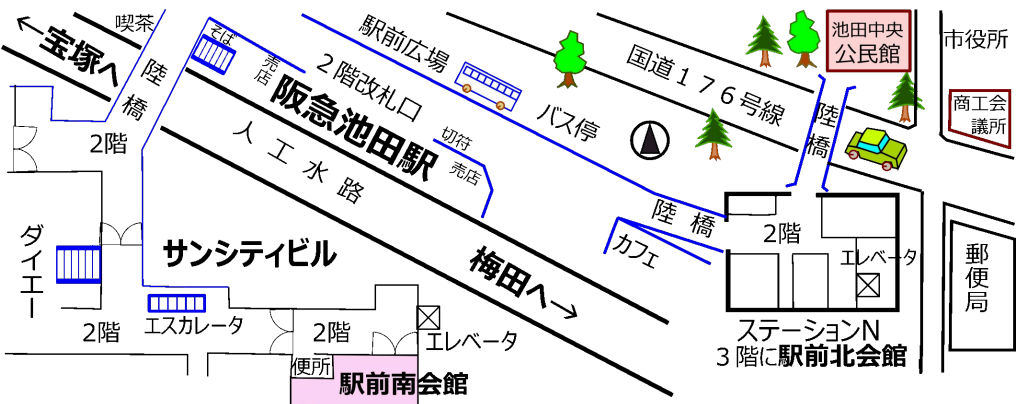 喫茶
←宝塚へ
陸橋
2階
そば
売店
駅前広場
2階改札口
阪急池田駅
切符
売店
人工水路
バス停
国道176号線
池田中央
公民館
市役所
商工会
議所
陸橋
陸橋
カフェ
2階
エレベータ
郵便局
ステーションN
3階に駅前北会館
梅田へ→
サンシティビル
ダイエー
エスカレータ
2階
2階
エレベータ
便所
駅前南会館